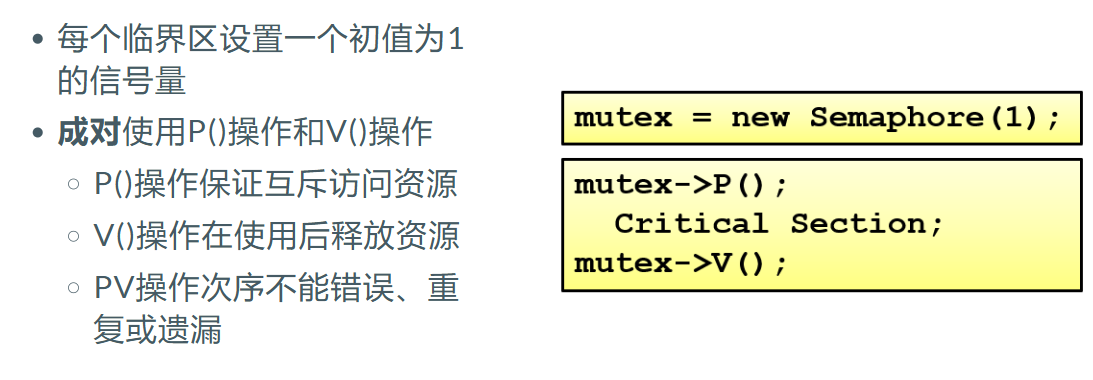 每个临界区设置一个初值为1
的信号量
成对使用P()操作和V()操作
P()操作保证互斥访问资源
V()操作在使用后释放资源
PV操作次序不能错误、重
复或遗漏
mutex = new Semaphore(1);
mutex->P();
Critical Section;
mutex->V();